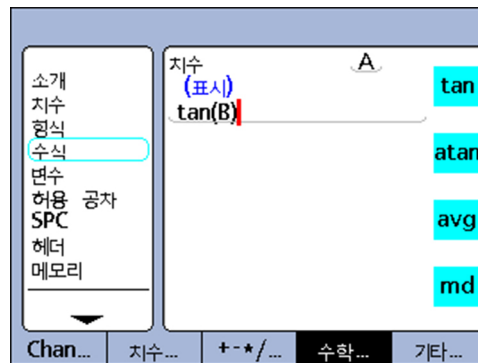 소개
치수
형식
수식
변수
허용 공차
SPC
헤더
메모리
치수 A
(표시)
tan(B)
tan
atan
avg
md
Chan...
치수...
+-*/...
수학...
기타...